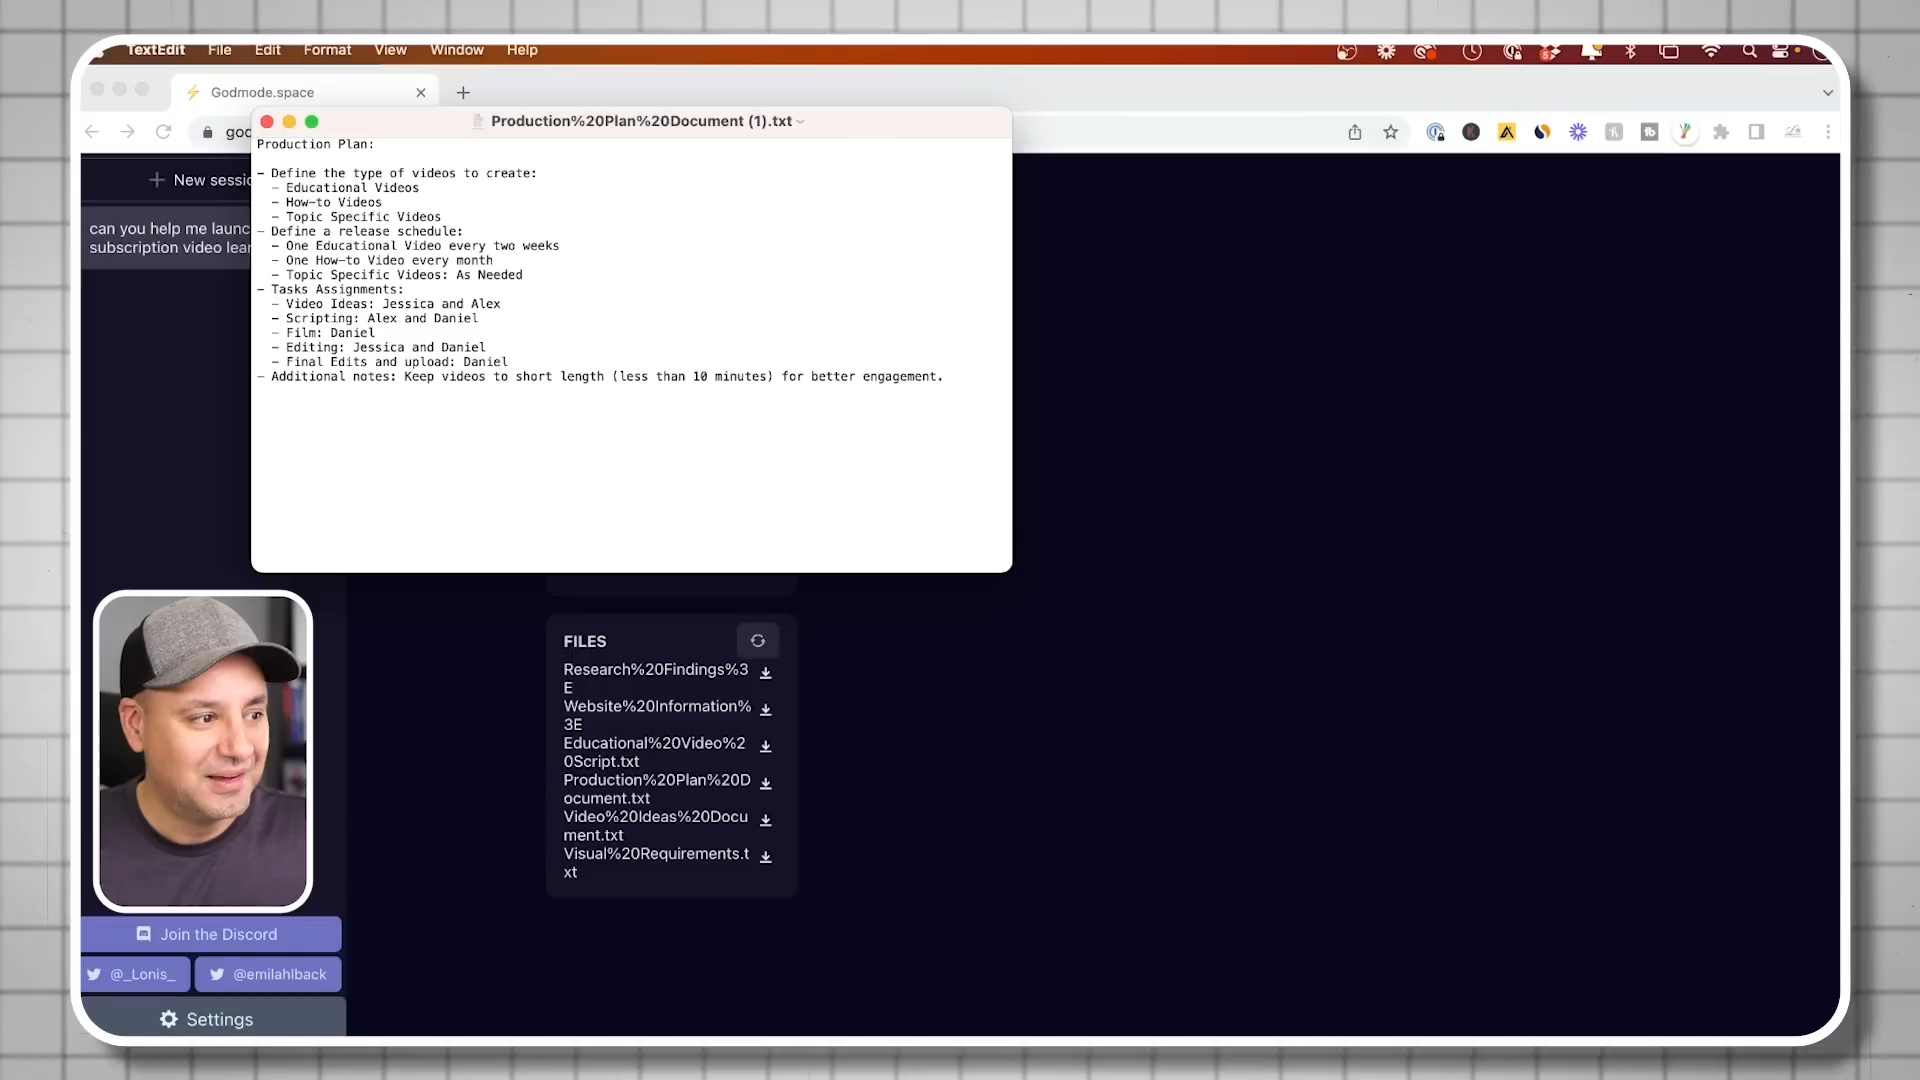 TextEdit File Edit Format View Window Help
Godmode.space
god
Production%20Plan%20Document (1).txt
New sessio
can you help me launc
subscription video lear
Production Plan:
- Define the type of videos to create:
- Educational Videos
- How-to Videos
- Topic Specific Videos
- Define a release schedule:
- One Educational Video every two weeks
- One How-to Video every month
- Topic Specific Videos: As Needed
- Tasks Assignments:
- Video Ideas: Jessica and Alex
- Scripting: Alex and Daniel
- Film: Daniel
- Editing: Jessica and Daniel
- Final Edits and upload: Daniel
- Additional notes: Keep videos to short length (less than 10 minutes) for better engagement.
FILES
Research%20Findings%3
E
Website%20Information%
3E
Educational%20Video%2
0Script.txt
Production%20Plan%20D
ocument.txt
Video%20Ideas%20Docu
ment.txt
Visual%20Requirements.t
xt
Join the Discord
@_Lonis_ @emilahlback
Settings